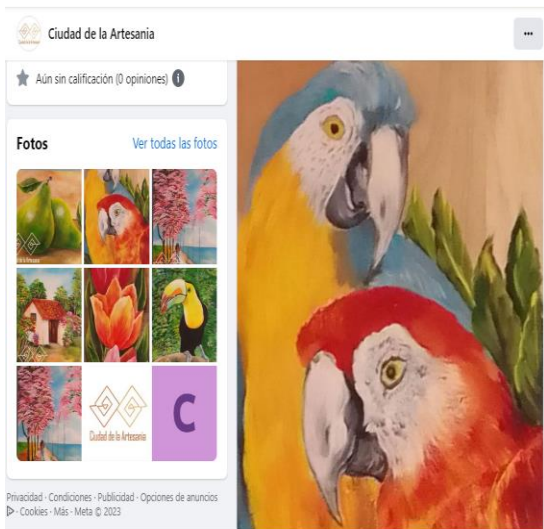 Ciudad de la Artesania
Aún sin calificación (0 opiniones)
Fotos
Ver todas las fotos
Ciudad de la Artesania
C
Privacidad · Condiciones · Publicidad · Opciones de anuncios
· Cookies · Más · Meta © 2023